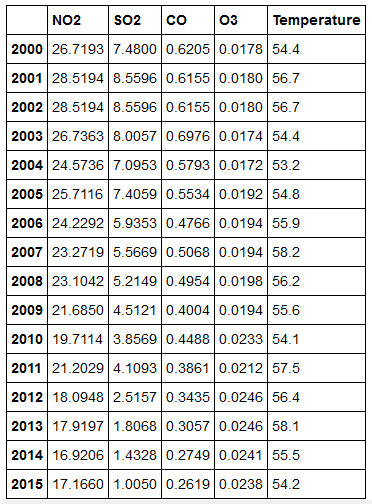 NO2 SO2 CO O3 Temperature
2000 26.7193 7.4800 0.6205 0.0178 54.4
2001 28.5194 8.5596 0.6155 0.0180 56.7
2002 28.5194 8.5596 0.6155 0.0180 56.7
2003 26.7363 8.0057 0.6976 0.0174 54.4
2004 24.5736 7.0953 0.5793 0.0172 53.2
2005 25.7116 7.4059 0.5534 0.0192 54.8
2006 24.2292 5.9353 0.4766 0.0194 55.9
2007 23.2719 5.5669 0.5068 0.0194 58.2
2008 23.1042 5.2149 0.4954 0.0198 56.2
2009 21.6850 4.5121 0.4004 0.0194 55.6
2010 19.7114 3.8569 0.4488 0.0233 54.1
2011 21.2029 4.1093 0.3861 0.0212 57.5
2012 18.0948 2.5157 0.3435 0.0246 56.4
2013 17.9197 1.8068 0.3057 0.0246 58.1
2014 16.9206 1.4328 0.2749 0.0241 55.5
2015 17.1660 1.0050 0.2619 0.0238 54.2